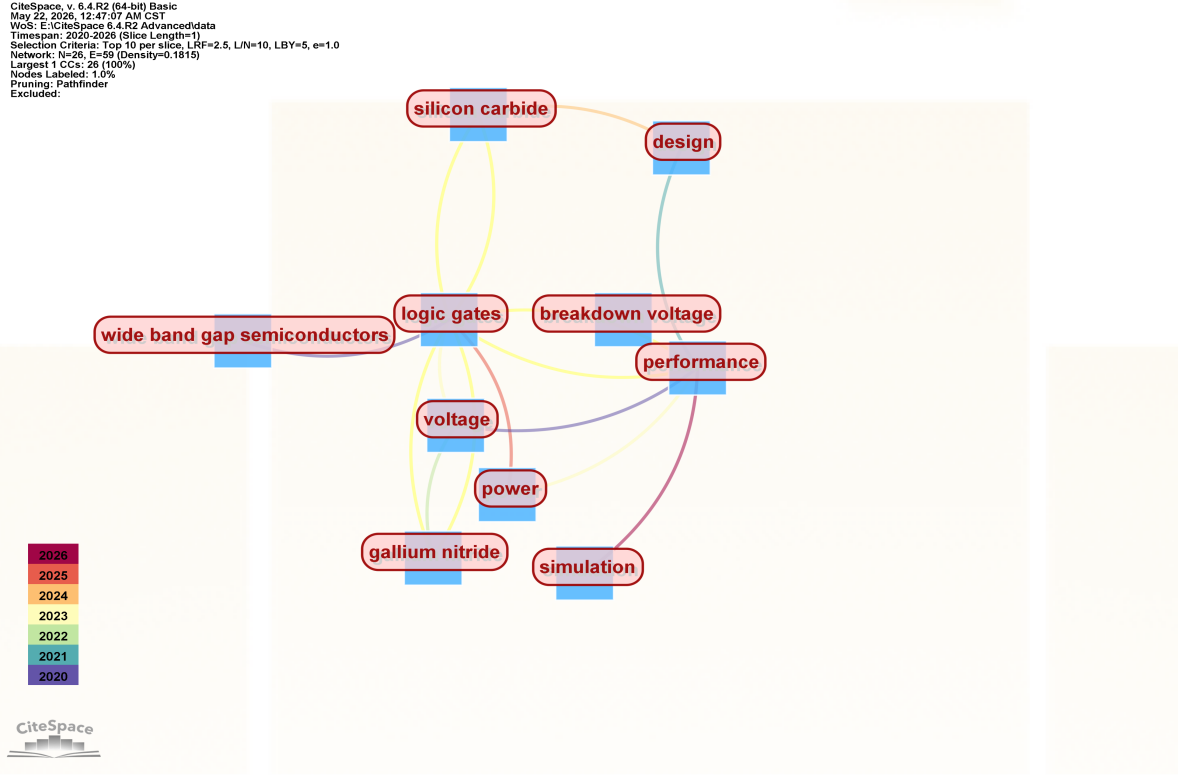 CiteSpace, v. 6.4.R2 (64-bit) Basic
May 22, 2026, 12:47:07 AM CST
WoS: E:\CiteSpace 6.4.R2 Advanced\data
Timespan: 2020-2026 (Slice Length=1)
Selection Criteria: Top 10 per slice, LRF=2.5, L/N=10, LBY=5, e=1.0
Network: N=26, E=59 (Density=0.1815)
Largest 1 CCs: 26 (100%)
Nodes Labeled: 1.0%
Pruning: Pathfinder
Excluded:
silicon carbide
design
logic gates
breakdown voltage
wide band gap semiconductors
performance
voltage
power
gallium nitride
simulation
2026
2025
2024
2023
2022
2021
2020
CiteSpace